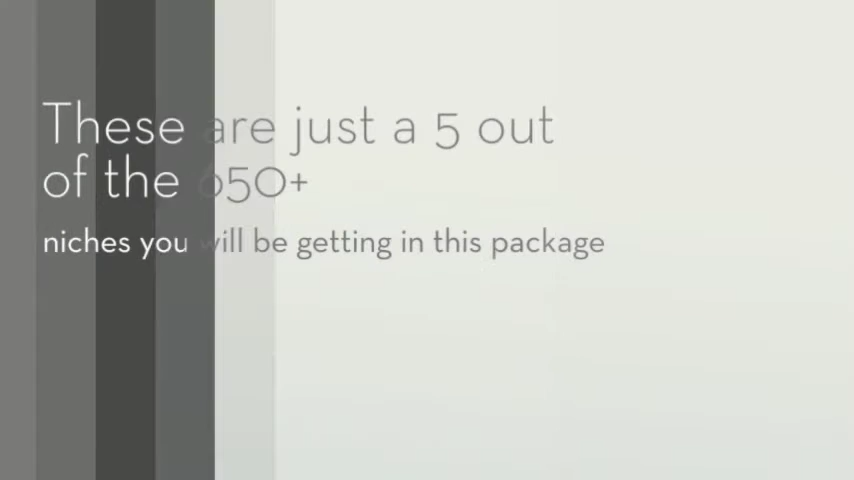 These are just a 5 out
of the 650+
niches you will be getting in this package